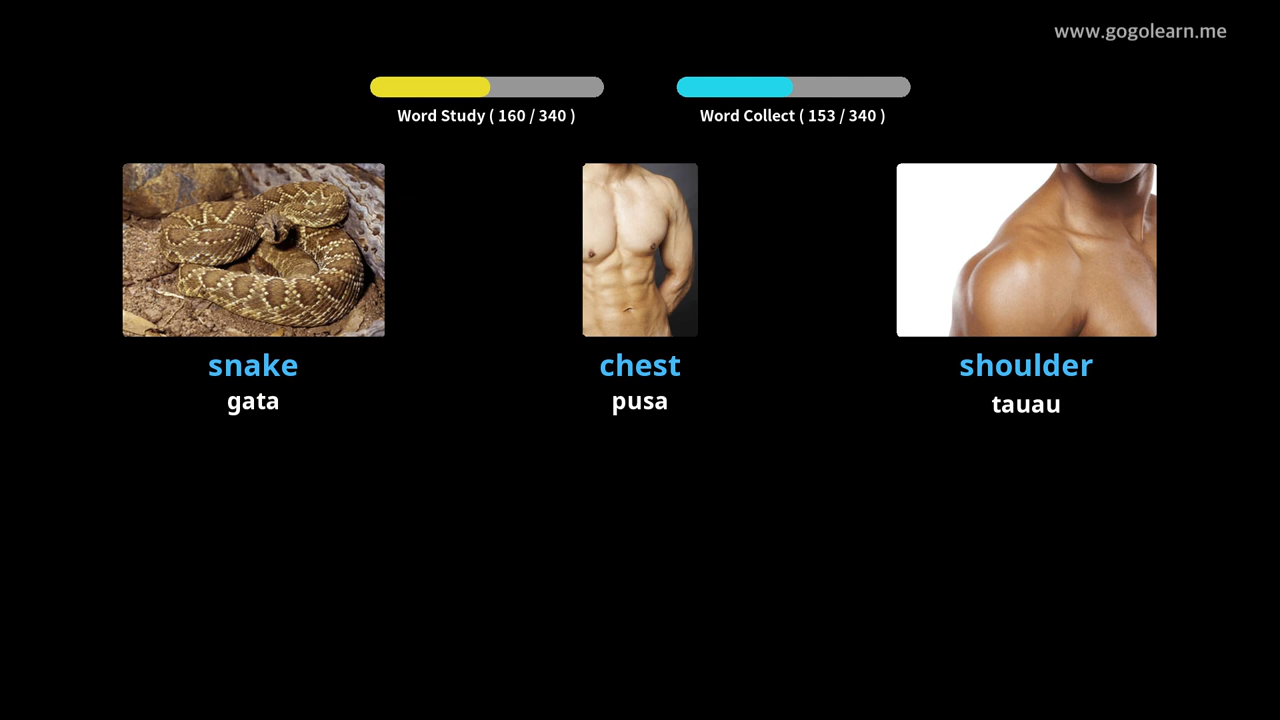 www.gogolearn.me
Word Study ( 160 / 340 )
Word Collect ( 153 / 340 )
snake
gata
chest
pusa
shoulder
tauau